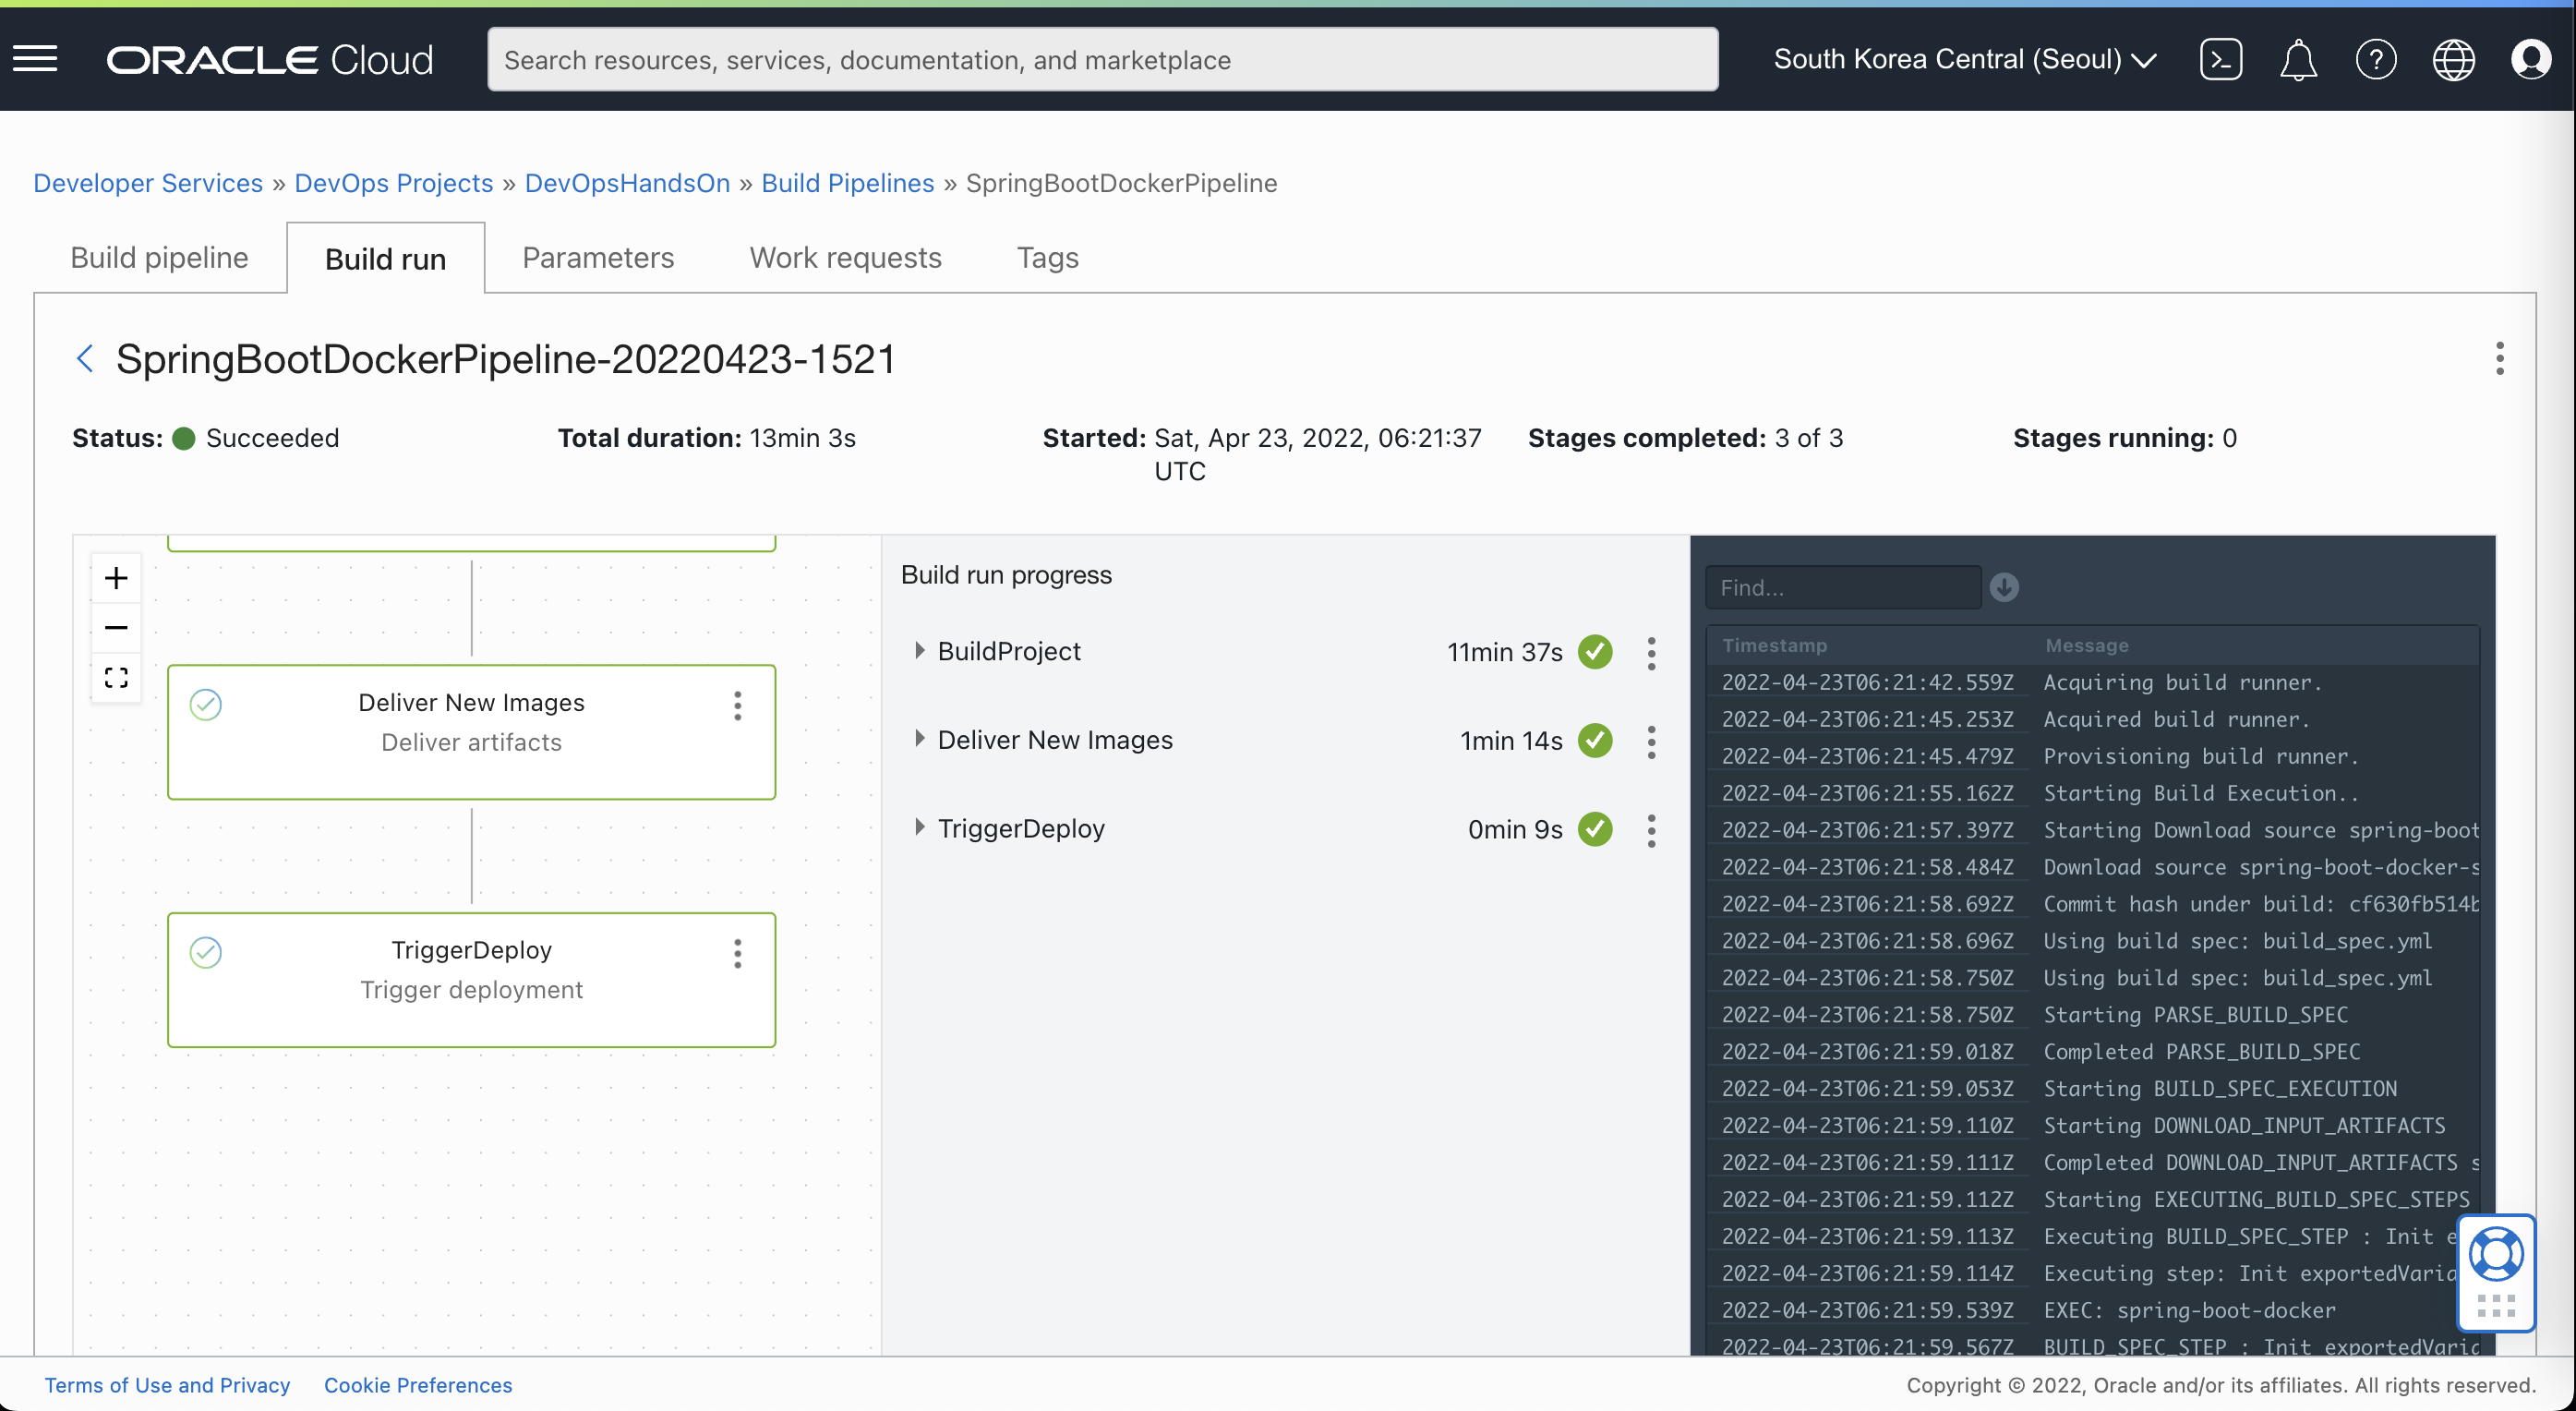 ORACLE Cloud
Search resources, services, documentation, and marketplace
South Korea Central (Seoul)
Developer Services » DevOps Projects » DevOpsHandsOn » Build Pipelines » SpringBootDockerPipeline
Build pipeline
Build run
Parameters
Work requests
Tags
SpringBootDockerPipeline-20220423-1521
Status: Succeeded
Total duration: 13min 3s
Started: Sat, Apr 23, 2022, 06:21:37
UTC
Stages completed: 3 of 3
Stages running: 0
Deliver New Images
Deliver artifacts
TriggerDeploy
Trigger deployment
Build run progress
BuildProject 11min 37s
Deliver New Images 1min 14s
TriggerDeploy 0min 9s
Find...
Timestamp Message
2022-04-23T06:21:42.559Z Acquiring build runner.
2022-04-23T06:21:45.253Z Acquired build runner.
2022-04-23T06:21:45.479Z Provisioning build runner.
2022-04-23T06:21:55.162Z Starting Build Execution..
2022-04-23T06:21:57.397Z Starting Download source spring-boot
2022-04-23T06:21:58.484Z Download source spring-boot-docker-s
2022-04-23T06:21:58.692Z Commit hash under build: cf630fb514b
2022-04-23T06:21:58.696Z Using build spec: build_spec.yml
2022-04-23T06:21:58.750Z Using build spec: build_spec.yml
2022-04-23T06:21:58.750Z Starting PARSE_BUILD_SPEC
2022-04-23T06:21:59.018Z Completed PARSE_BUILD_SPEC
2022-04-23T06:21:59.053Z Starting BUILD_SPEC_EXECUTION
2022-04-23T06:21:59.110Z Starting DOWNLOAD_INPUT_ARTIFACTS
2022-04-23T06:21:59.111Z Completed DOWNLOAD_INPUT_ARTIFACTS s
2022-04-23T06:21:59.112Z Starting EXECUTING_BUILD_SPEC_STEPS
2022-04-23T06:21:59.113Z Executing BUILD_SPEC_STEP : Init e
2022-04-23T06:21:59.114Z Executing step: Init exportedVaria
2022-04-23T06:21:59.539Z EXEC: spring-boot-docker
2022-04-23T06:21:59.567Z BUILD_SPEC_STEP : Init exportedVaria
Terms of Use and Privacy
Cookie Preferences
Copyright © 2022, Oracle and/or its affiliates. All rights reserved.